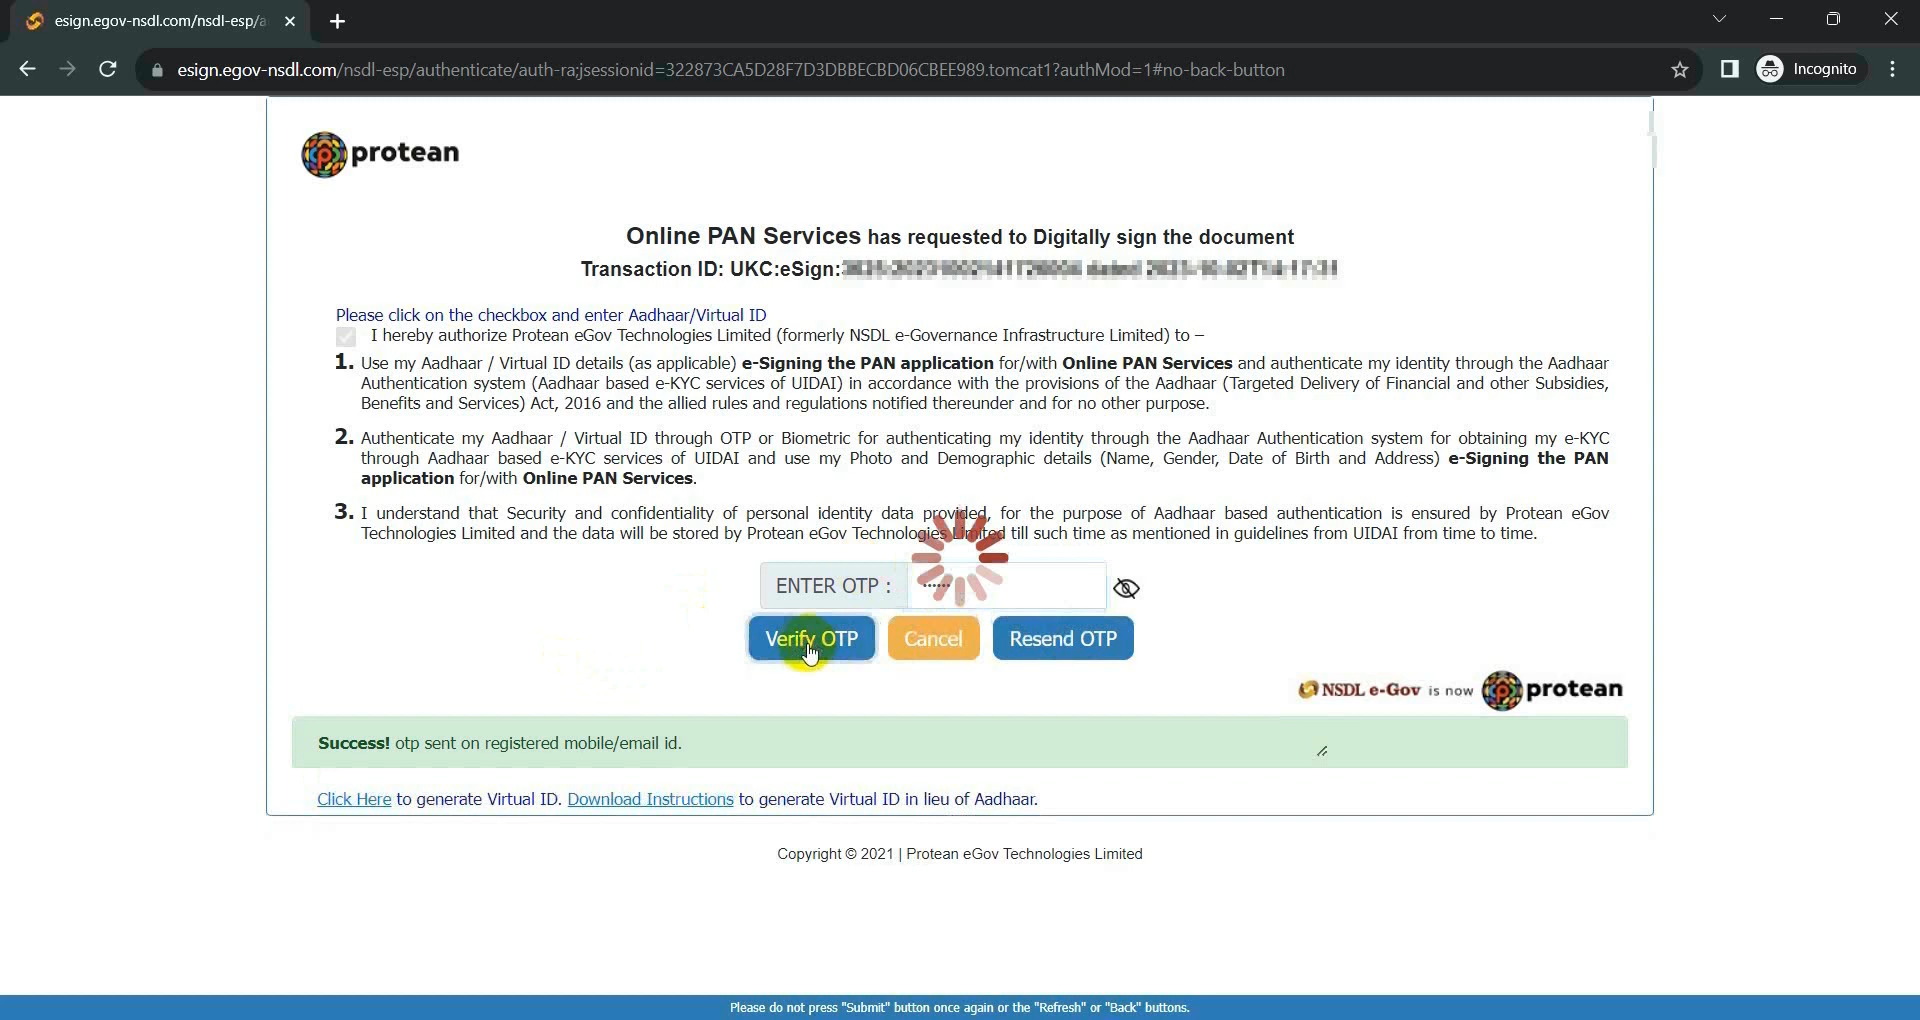 esign.egov-nsdl.com/nsdl-esp/a
esign.egov-nsdl.com/nsdl-esp/authenticate/auth-ra;jsessionid=322873CA5D28F7D3DBBECBD06CBEE989.tomcat1?authMod=1#no-back-button
Incognito
protean
Online PAN Services has requested to Digitally sign the document
Transaction ID: UKC:eSign:
Please click on the checkbox and enter Aadhaar/Virtual ID
I hereby authorize Protean eGov Technologies Limited (formerly NSDL e-Governance Infrastructure Limited) to –
1. Use my Aadhaar / Virtual ID details (as applicable) e-Signing the PAN application for/with Online PAN Services and authenticate my identity through the Aadhaar
Authentication system (Aadhaar based e-KYC services of UIDAI) in accordance with the provisions of the Aadhaar (Targeted Delivery of Financial and other Subsidies,
Benefits and Services) Act, 2016 and the allied rules and regulations notified thereunder and for no other purpose.
2. Authenticate my Aadhaar / Virtual ID through OTP or Biometric for authenticating my identity through the Aadhaar Authentication system for obtaining my e-KYC
through Aadhaar based e-KYC services of UIDAI and use my Photo and Demographic details (Name, Gender, Date of Birth and Address) e-Signing the PAN
application for/with Online PAN Services.
3. I understand that Security and confidentiality of personal identity data provided, for the purpose of Aadhaar based authentication is ensured by Protean eGov
Technologies Limited and the data will be stored by Protean eGov Technologies Limited till such time as mentioned in guidelines from UIDAI from time to time.
ENTER OTP :
Verify OTP Cancel Resend OTP
NSDL e-Gov is now protean
Success! otp sent on registered mobile/email id.
Click Here to generate Virtual ID. Download Instructions to generate Virtual ID in lieu of Aadhaar.
Copyright © 2021 | Protean eGov Technologies Limited
Please do not press "Submit" button once again or the "Refresh" or "Back" buttons.